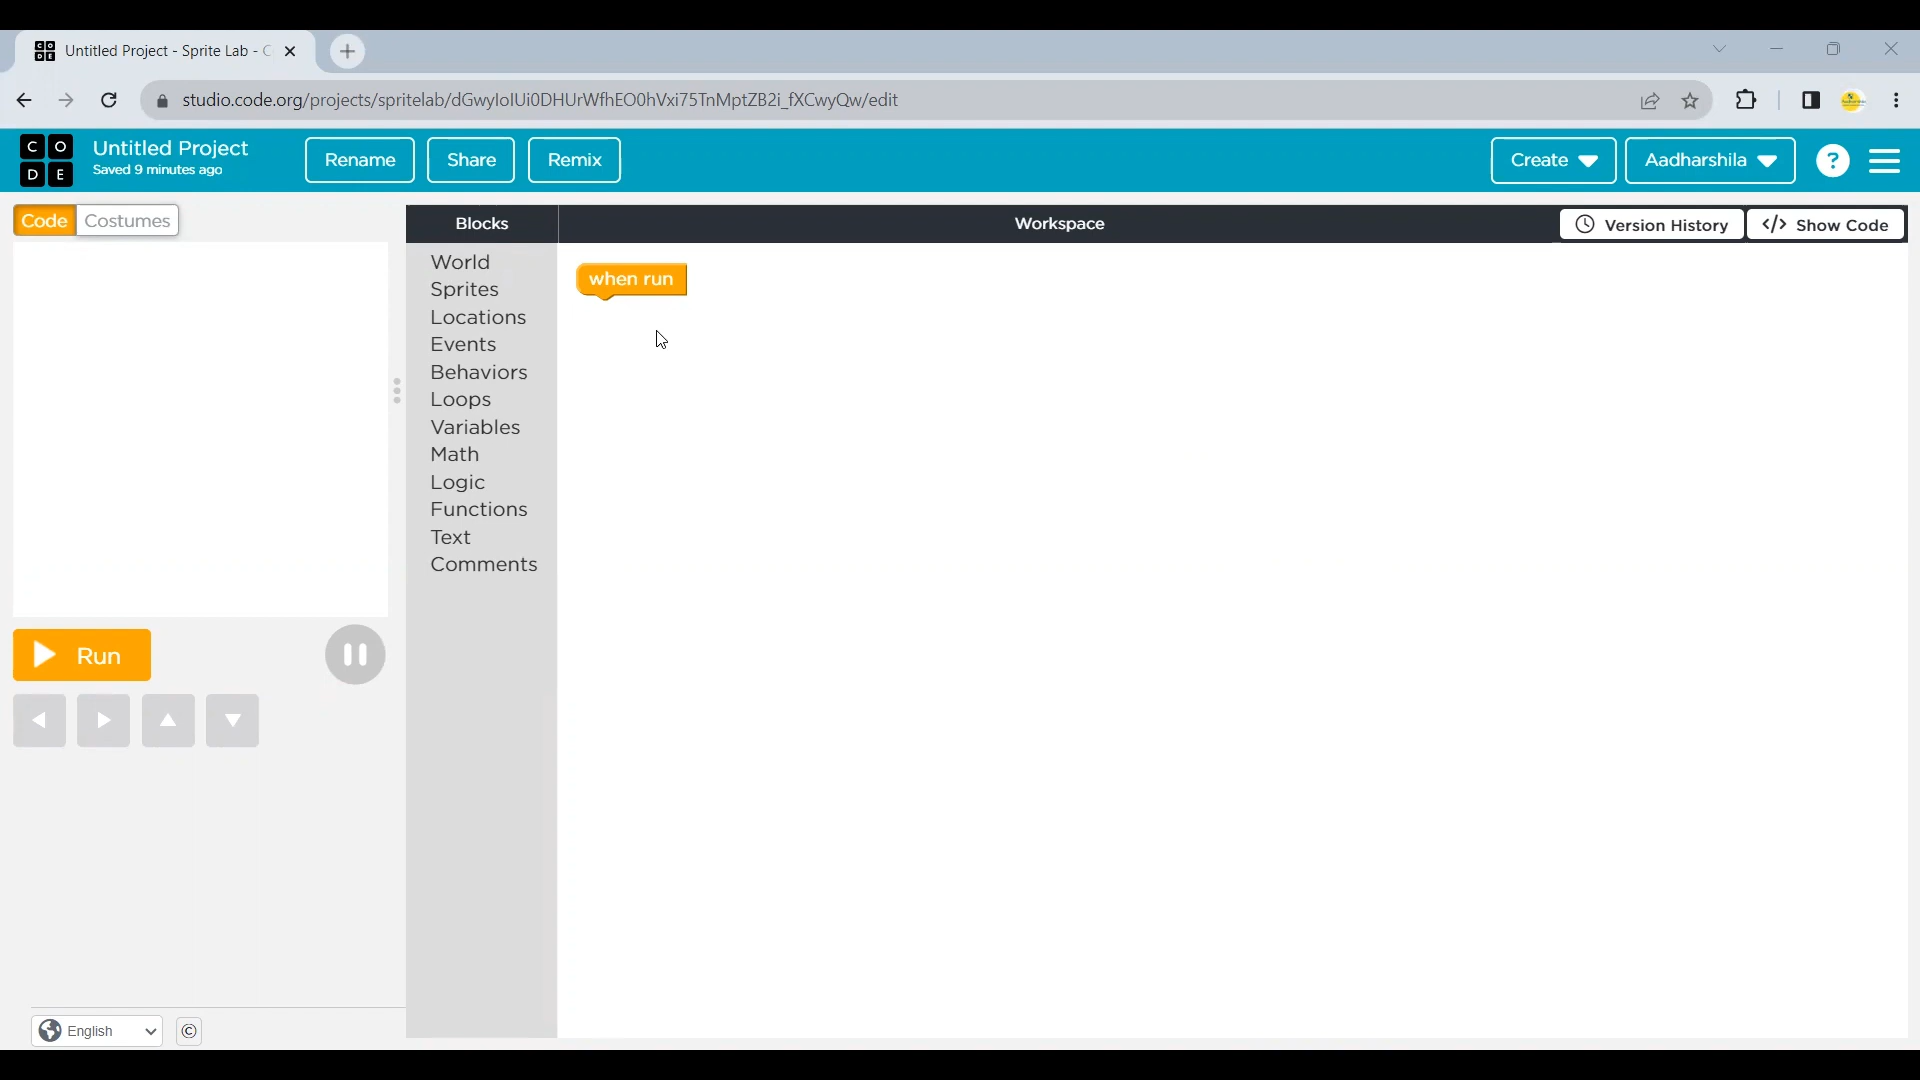 Untitled Project - Sprite Lab - C
studio.code.org/projects/spritelab/dGwyloIUi0DHUrWfhEO0hVxi75TnMptZB2i_fXCwyQw/edit
CODE
Untitled Project
Saved 9 minutes ago
Rename
Share
Remix
Create
Aadharshila
?
Code
Costumes
Blocks
Workspace
Version History
</> Show Code
World
Sprites
Locations
Events
Behaviors
Loops
Variables
Math
Logic
Functions
Text
Comments
when run
Run
English
©